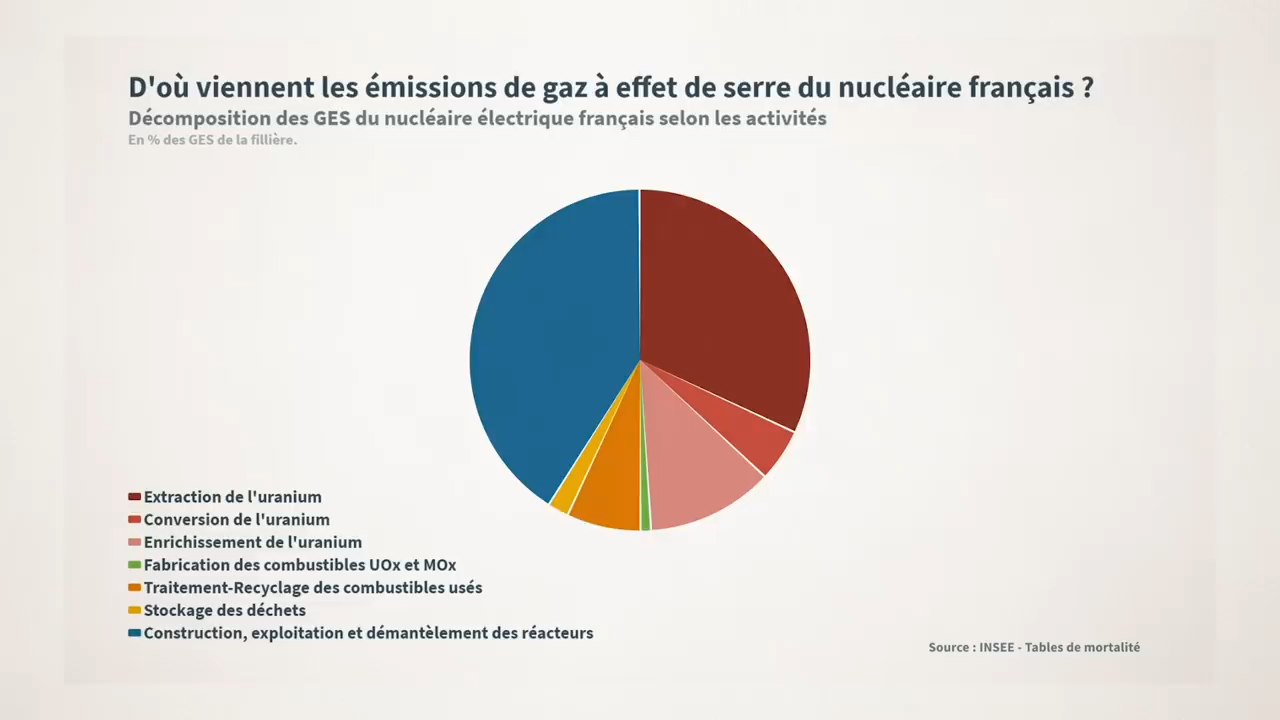 D'où viennent les émissions de gaz à effet de serre du nucléaire français ?
Décomposition des GES du nucléaire électrique français selon les activités
En % des GES de la fillière.
Extraction de l'uranium
Conversion de l'uranium
Enrichissement de l'uranium
Fabrication des combustibles UOx et MOx
Traitement-Recyclage des combustibles usés
Stockage des déchets
Construction, exploitation et démantèlement des réacteurs
Source : INSEE - Tables de mortalité